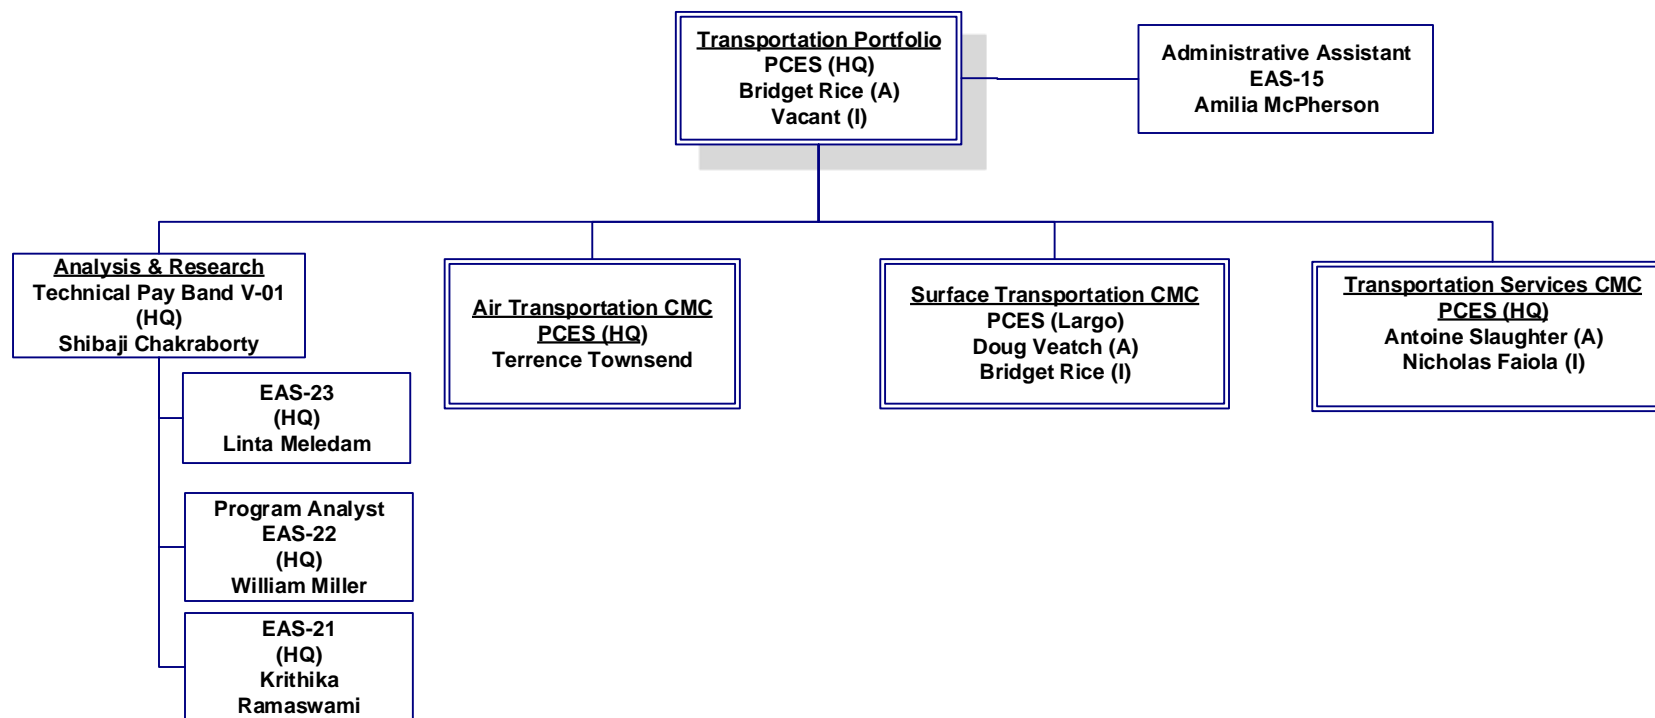 Transportation Portfolio
PCES (HQ)
Bridget Rice (A)
Vacant (I)
Administrative Assistant
EAS-15
Amilia McPherson
Analysis & Research
Technical Pay Band V-01
(HQ)
Shibaji Chakraborty
Air Transportation CMC
PCES (HQ)
Terrence Townsend
Surface Transportation CMC
PCES (Largo)
Doug Veatch (A)
Bridget Rice (I)
Transportation Services CMC
PCES (HQ)
Antoine Slaughter (A)
Nicholas Faiola (I)
EAS-23
(HQ)
Linta Meledam
Program Analyst
EAS-22
(HQ)
William Miller
EAS-21
(HQ)
Krithika
Ramaswami